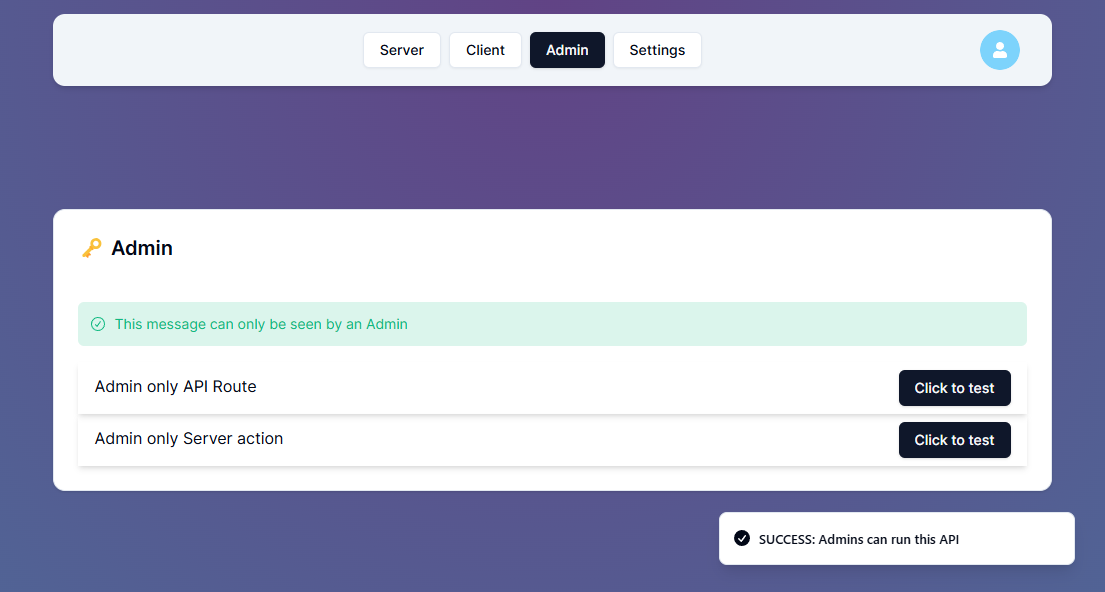 Server Client Admin Settings
Admin
This message can only be seen by an Admin
Admin only API Route Click to test
Admin only Server action Click to test
SUCCESS: Admins can run this API